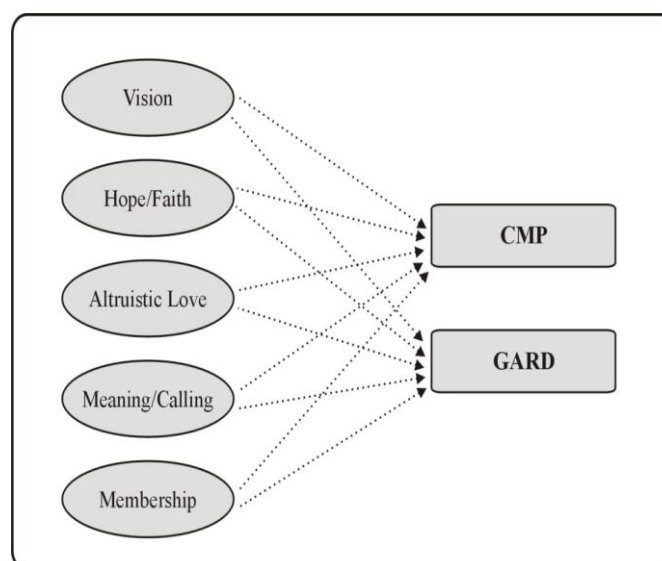 Vision
Hope/Faith
Altruistic Love
Meaning/Calling
Membership
CMP
GARD